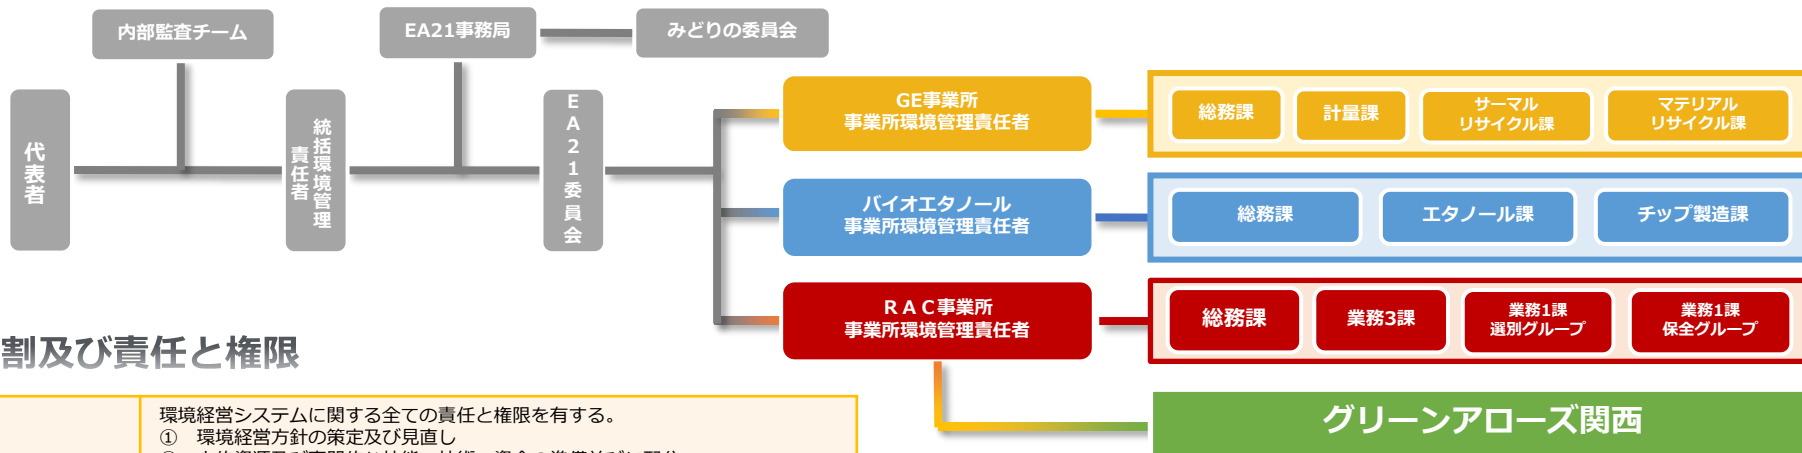 内部監査チーム
EA21事務局
みどりの委員会
代表者
統括環境管理
責任者
EA21委員会
GE事業所
事業所環境管理責任者
総務課
計量課
サーマル
リサイクル課
マテリアル
リサイクル課
バイオエタノール
事業所環境管理責任者
総務課
エタノール課
チップ製造課
ＲＡＣ事業所
事業所環境管理責任者
総務課
業務3課
業務1課
選別グループ
業務1課
保全グループ
グリーンアローズ関西
割及び責任と権限
環境経営システムに関する全ての責任と権限を有する。
① 環境経営方針の策定及び見直し